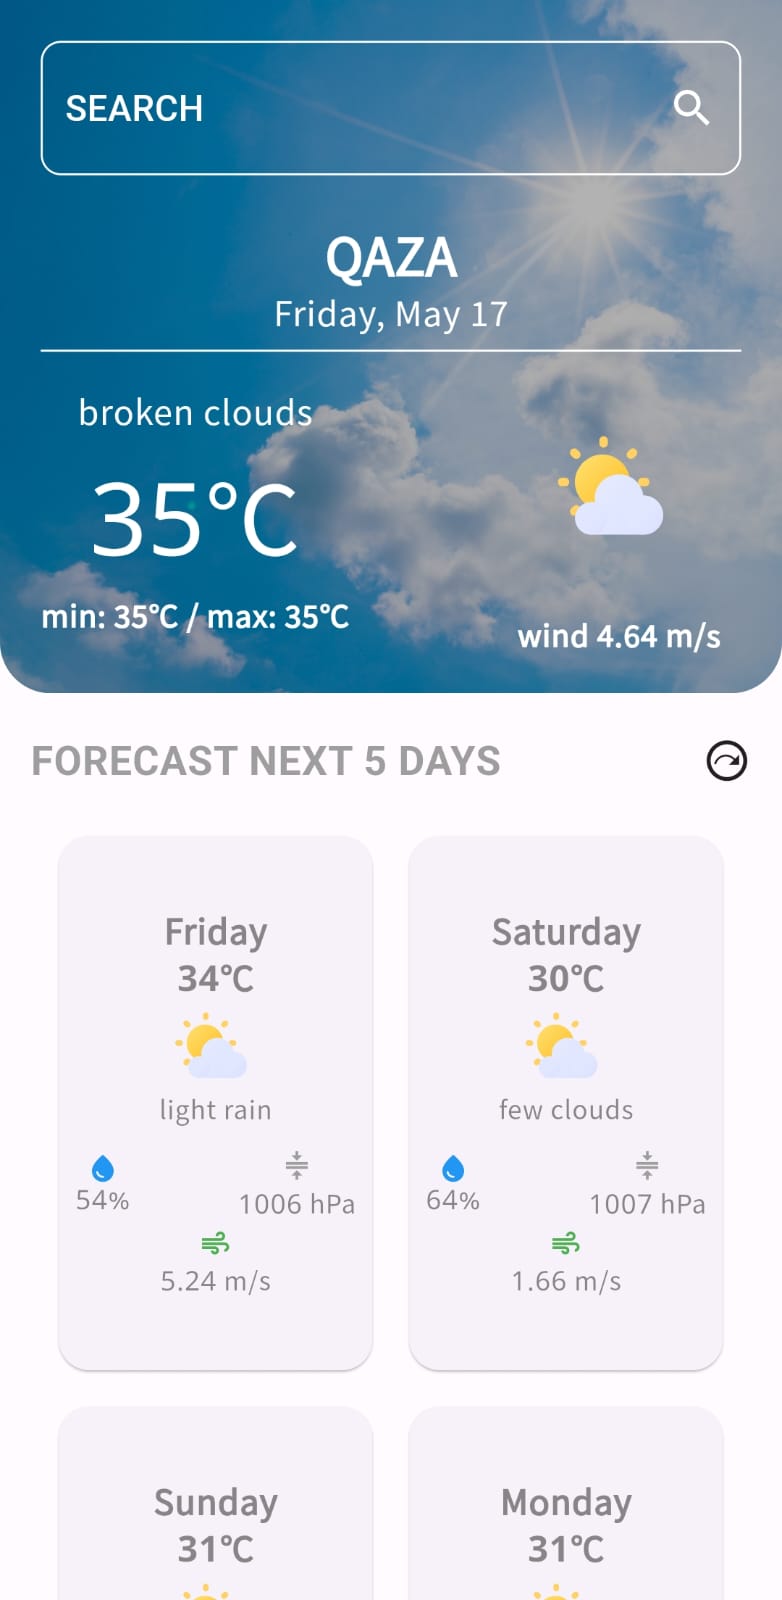 SEARCH
QAZA
Friday, May 17
broken clouds
35°C
min: 35°C / max: 35°C
wind 4.64 m/s
FORECAST NEXT 5 DAYS
Friday
34°C
light rain
54%
1006 hPa
5.24 m/s
Saturday
30°C
few clouds
64%
1007 hPa
1.66 m/s
Sunday
31°C
Monday
31°C